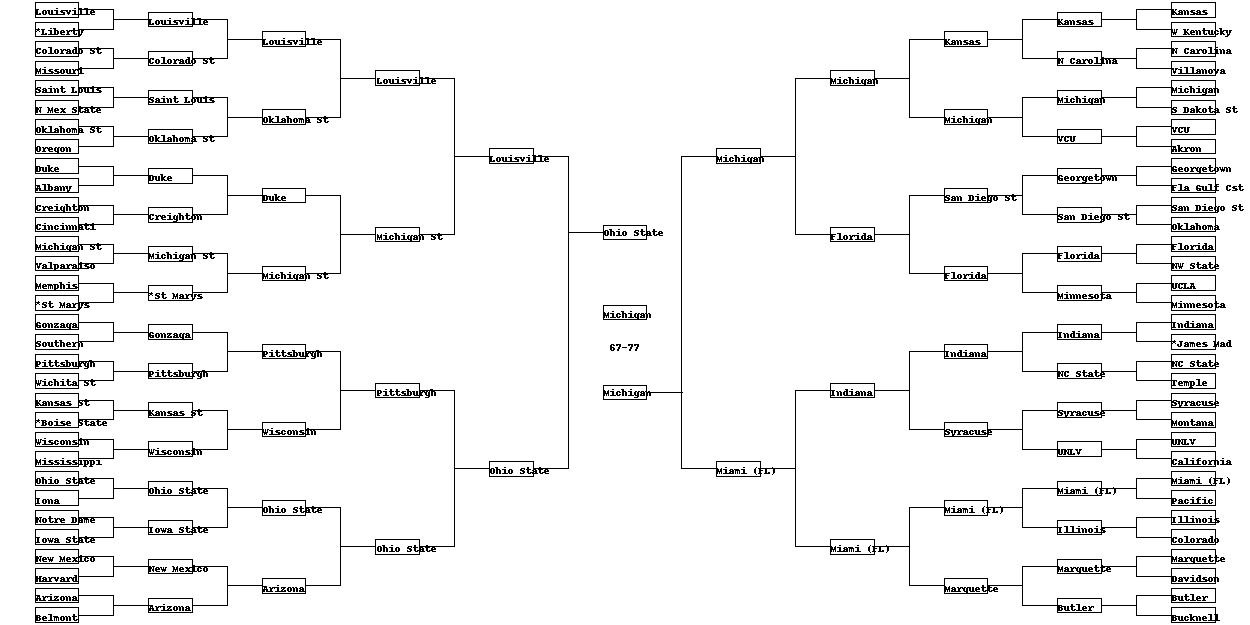 Louisville
*Liberty
Colorado St
Missouri
Saint Louis
N Mex State
Oklahoma St
Oregon
Duke
Albany
Creighton
Cincinnati
Michigan St
Valparaiso
Memphis
*St Marys
Gonzaga
Southern
Pittsburgh
Wichita St
Kansas St
*Boise State
Wisconsin
Mississippi
Ohio State
Iona
Notre Dame
Iowa State
New Mexico
Harvard
Arizona
Belmont
Louisville
Colorado St
Saint Louis
Oklahoma St
Duke
Creighton
Michigan St
*St Marys
Gonzaga
Pittsburgh
Kansas St
Wisconsin
Ohio State
Iowa State
New Mexico
Arizona
Louisville
Oklahoma St
Duke
Michigan St
Pittsburgh
Wisconsin
Ohio State
Arizona
Louisville
Michigan St
Pittsburgh
Ohio State
Louisville
Ohio State
Ohio State
Michigan
67-77
Michigan
Michigan
Miami (FL)
Michigan
Florida
Indiana
Miami (FL)
Kansas
Michigan
San Diego St
Florida
Indiana
Syracuse
Miami (FL)
Marquette
Kansas
N Carolina
Michigan
VCU
Georgetown
San Diego St
Florida
Minnesota
Indiana
NC State
Syracuse
UNLV
Miami (FL)
Illinois
Marquette
Butler
Kansas
W Kentucky
N Carolina
Villanova
Michigan
S Dakota St
VCU
Akron
Georgetown
Fla Gulf Cst
San Diego St
Oklahoma
Florida
NW State
UCLA
Minnesota
Indiana
*James Mad
NC State
Temple
Syracuse
Montana
UNLV
California
Miami (FL)
Pacific
Illinois
Colorado
Marquette
Davidson
Butler
Bucknell